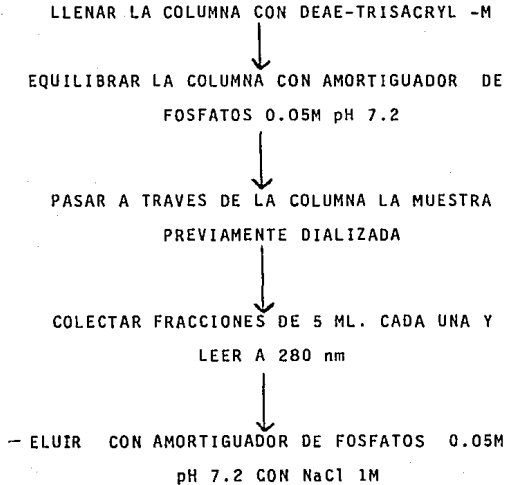 LLENAR LA COLUMNA CON DEAE-TRISACRYL -M
EQUILIBRAR LA COLUMNA CON AMORTIGUADOR DE
FOSFATOS 0.05M pH 7.2
PASAR A TRAVES DE LA COLUMNA LA MUESTRA
PREVIAMENTE DIALIZADA
COLECTAR FRACCIONES DE 5 ML. CADA UNA Y
LEER A 280 nm
- ELUIR CON AMORTIGUADOR DE FOSFATOS 0.05M
pH 7.2 CON NaCl 1M